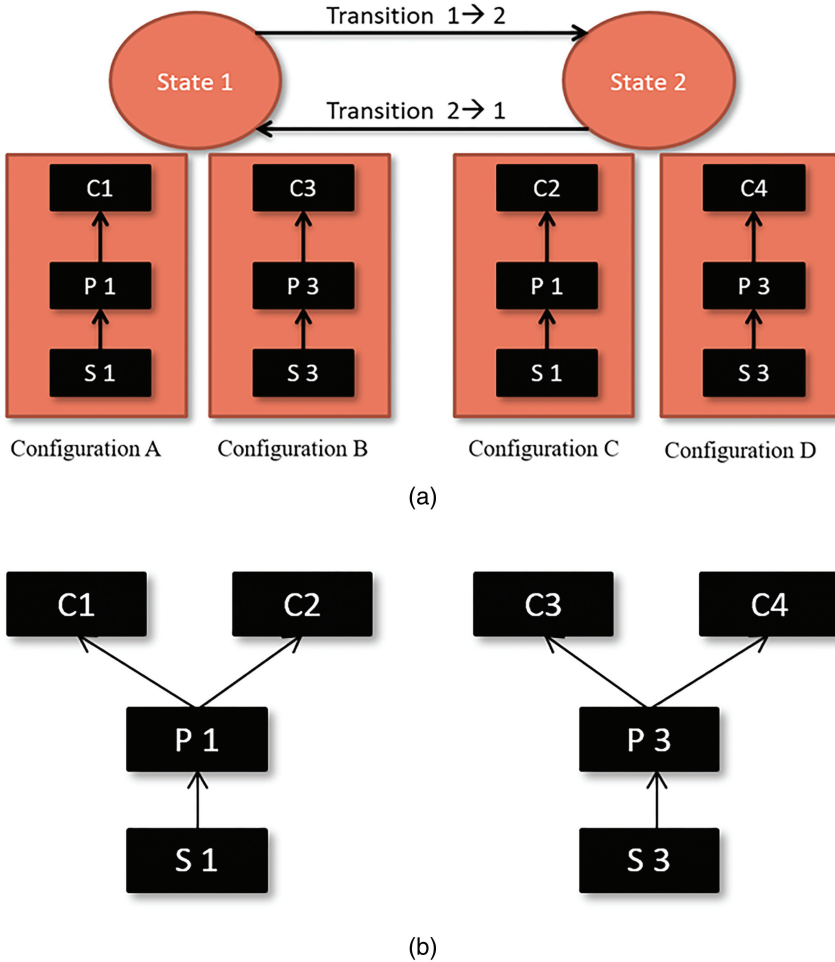 Transition 1→ 2
State 1
State 2
Transition 2→ 1
C1
C3
C2
C4
P 1
P 3
P 1
P 3
S 1
S 3
S 1
S 3
Configuration A
Configuration B
Configuration C
Configuration D
(a)
C1
C2
C3
C4
P 1
P 3
S 1
S 3
(b)